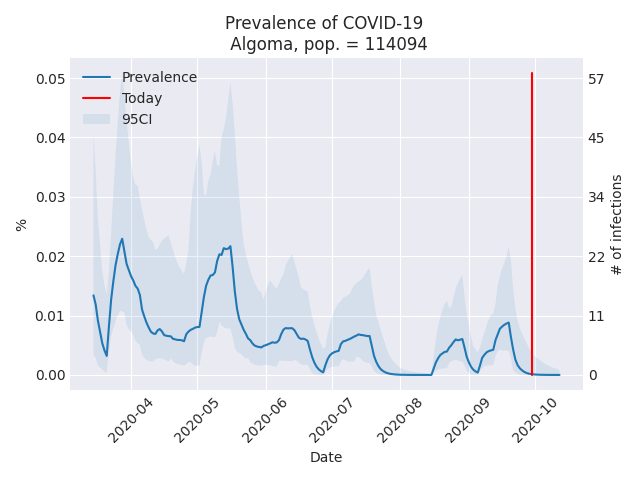 Prevalence of COVID-19
Algoma, pop. = 114094
Prevalence
Today
95CI
0.05
0.04
0.03
0.02
0.01
0.00
%
57
45
34
22
11
0
# of infections
2020-04
2020-05
2020-06
2020-07
2020-08
2020-09
2020-10
Date